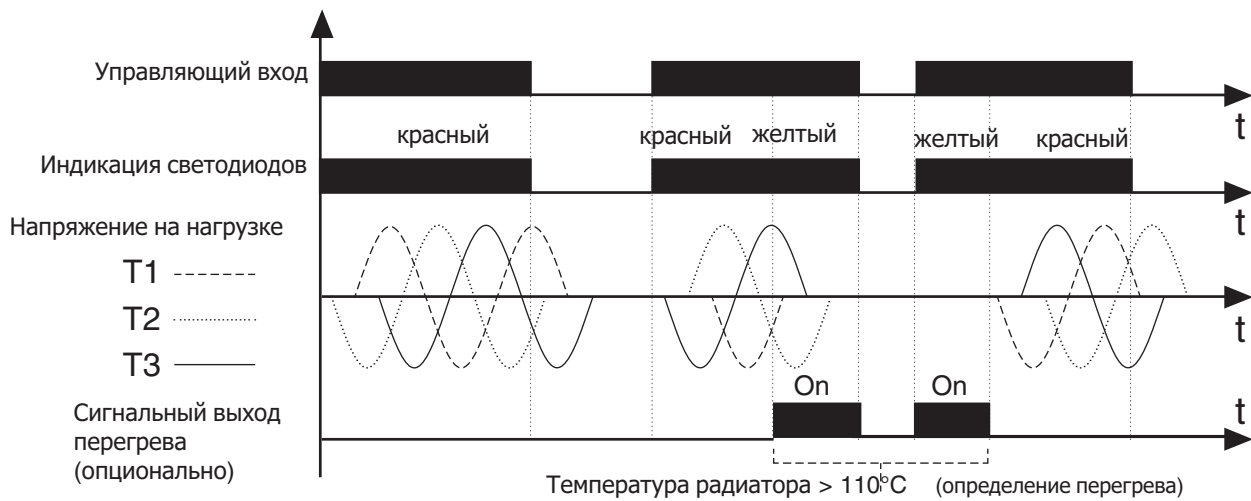 Управляющий вход
t
красный
красный
желтый
желтый
красный
Индикация светодиодов
t
Напряжение на нагрузке
T1
T2
T3
t
On
On
Сигнальный выход
перегрева
(опционально)
t
Температура радиатора > 110°C (определение перегрева)